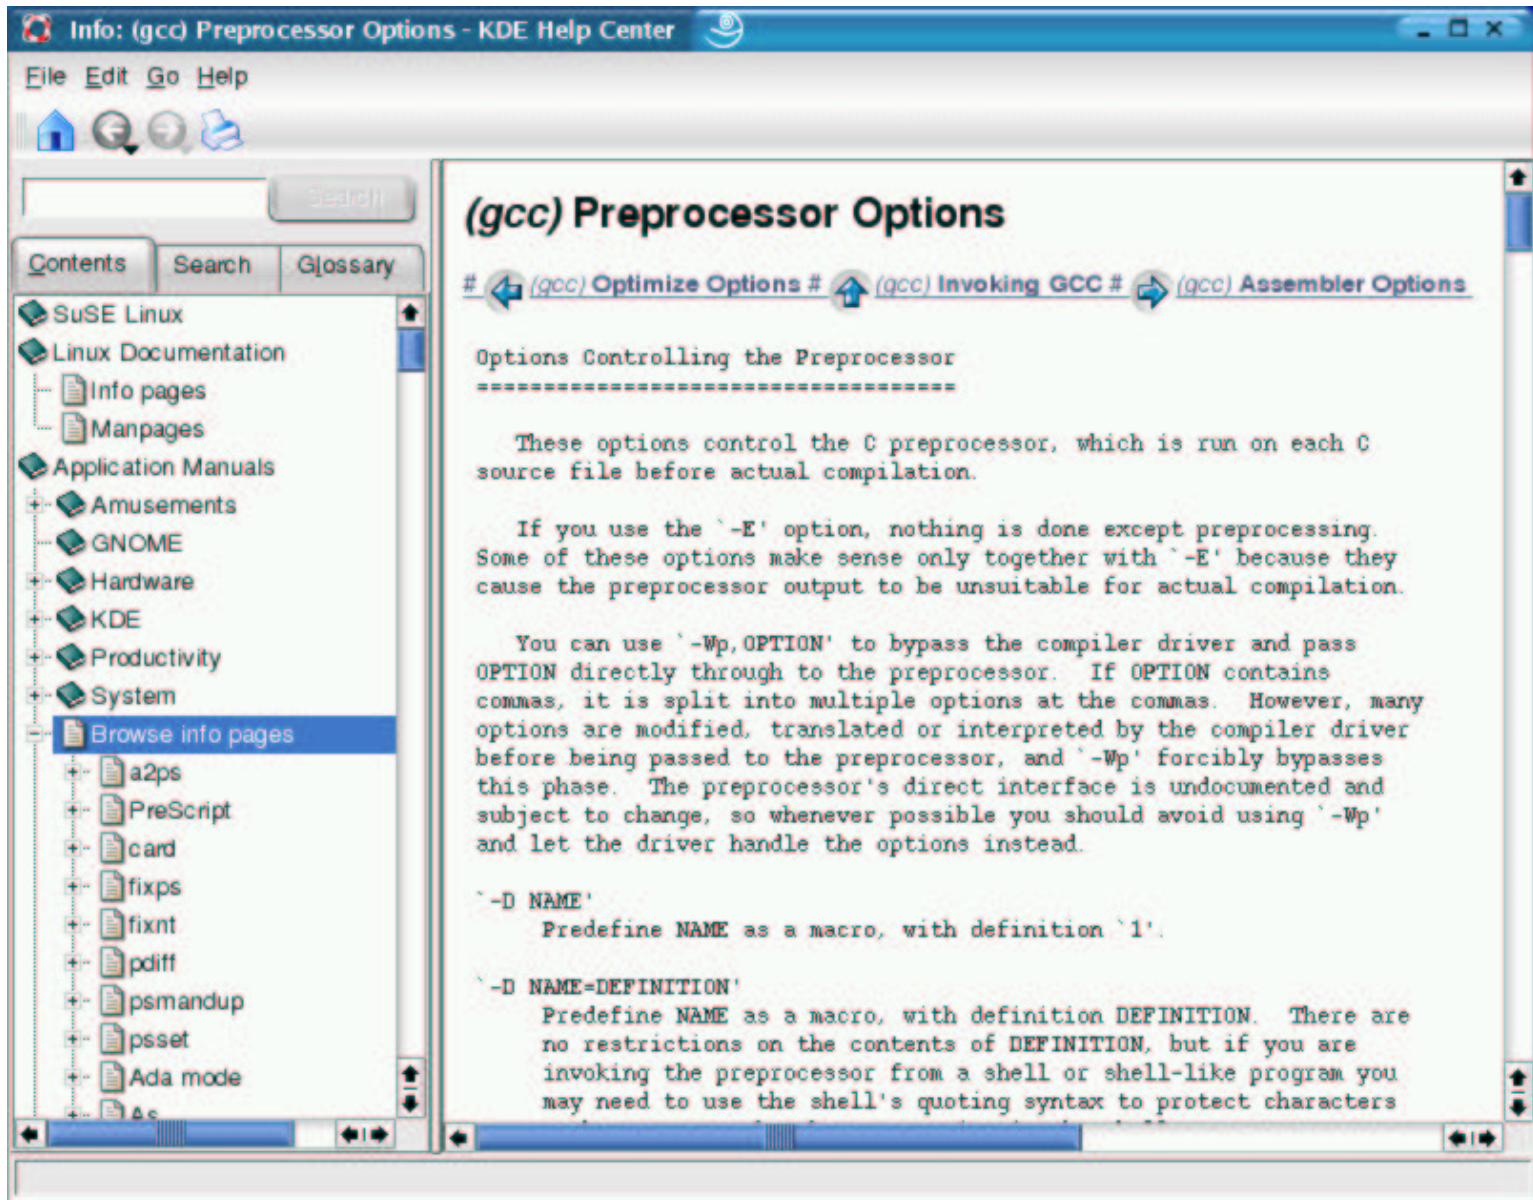 Info: (gcc) Preprocessor Options - KDE Help Center
File Edit Go Help
Search
Contents Search Glossary
SuSE Linux
Linux Documentation
Info pages
Manpages
Application Manuals
Amusements
GNOME
Hardware
KDE
Productivity
System
Browse info pages
a2ps
PreScript
card
fixps
fixnt
pdiff
psmandup
psset
Ada mode
As
(gcc) Preprocessor Options
# (gcc) Optimize Options # (gcc) Invoking GCC # (gcc) Assembler Options
Options Controlling the Preprocessor
====================================
These options control the C preprocessor, which is run on each C
source file before actual compilation.
If you use the `-E' option, nothing is done except preprocessing.
Some of these options make sense only together with `-E' because they
cause the preprocessor output to be unsuitable for actual compilation.
You can use `-Wp,OPTION' to bypass the compiler driver and pass
OPTION directly through to the preprocessor.  If OPTION contains
commas, it is split into multiple options at the commas.  However, many
options are modified, translated or interpreted by the compiler driver
before being passed to the preprocessor, and `-Wp' forcibly bypasses
this phase.  The preprocessor's direct interface is undocumented and
subject to change, so whenever possible you should avoid using `-Wp'
and let the driver handle the options instead.
`-D NAME'
Predefine NAME as a macro, with definition `1'.
`-D NAME=DEFINITION'
Predefine NAME as a macro, with definition DEFINITION.  There are
no restrictions on the contents of DEFINITION, but if you are
invoking the preprocessor from a shell or shell-like program you
may need to use the shell's quoting syntax to protect characters